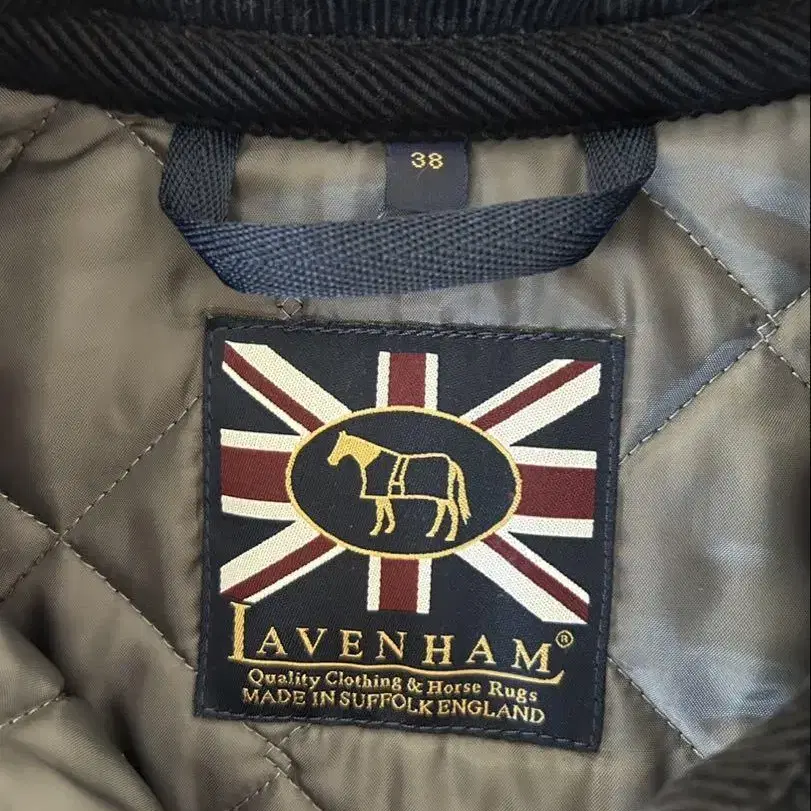 38
LAVENHAM®
Quality Clothing & Horse Rugs
MADE IN SUFFOLK ENGLAND